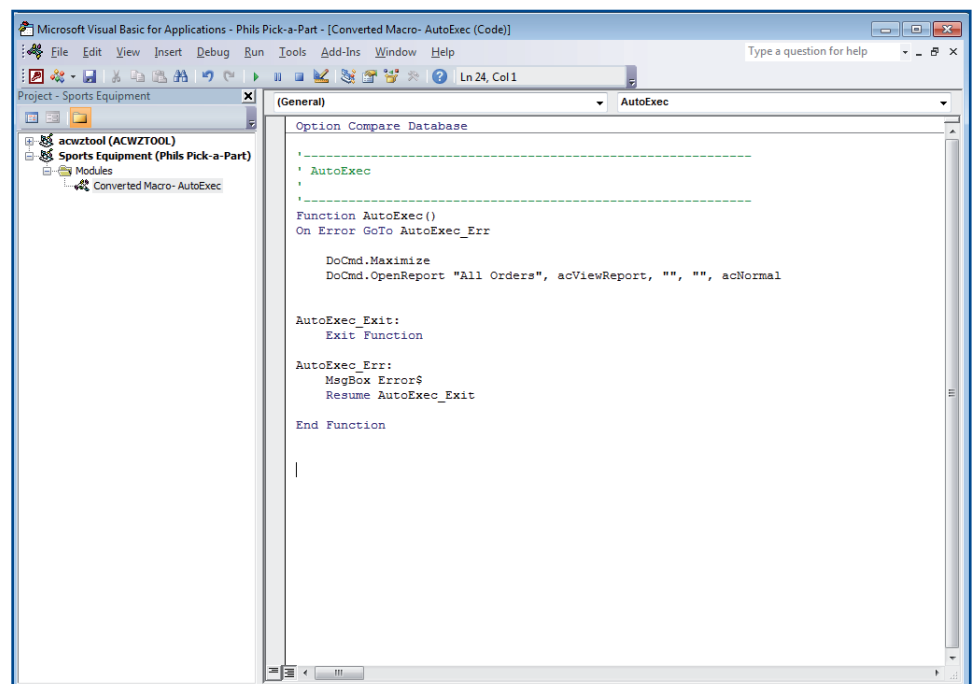 Microsoft Visual Basic for Applications - Phils Pick-a-Part - [Converted Macro- AutoExec (Code)]
File Edit View Insert Debug Run Tools Add-Ins Window Help Type a question for help
Ln 24, Col 1
Project - Sports Equipment
(General) AutoExec
acwztool (ACWZTOOL)
Sports Equipment (Phils Pick-a-Part)
Modules
Converted Macro- AutoExec
Option Compare Database
'------------------------------------------------------------
' AutoExec
'
'------------------------------------------------------------
Function AutoExec()
On Error GoTo AutoExec_Err
DoCmd.Maximize
DoCmd.OpenReport "All Orders", acViewReport, "", "", acNormal
AutoExec_Exit:
Exit Function
AutoExec_Err:
MsgBox Error$
Resume AutoExec_Exit
End Function